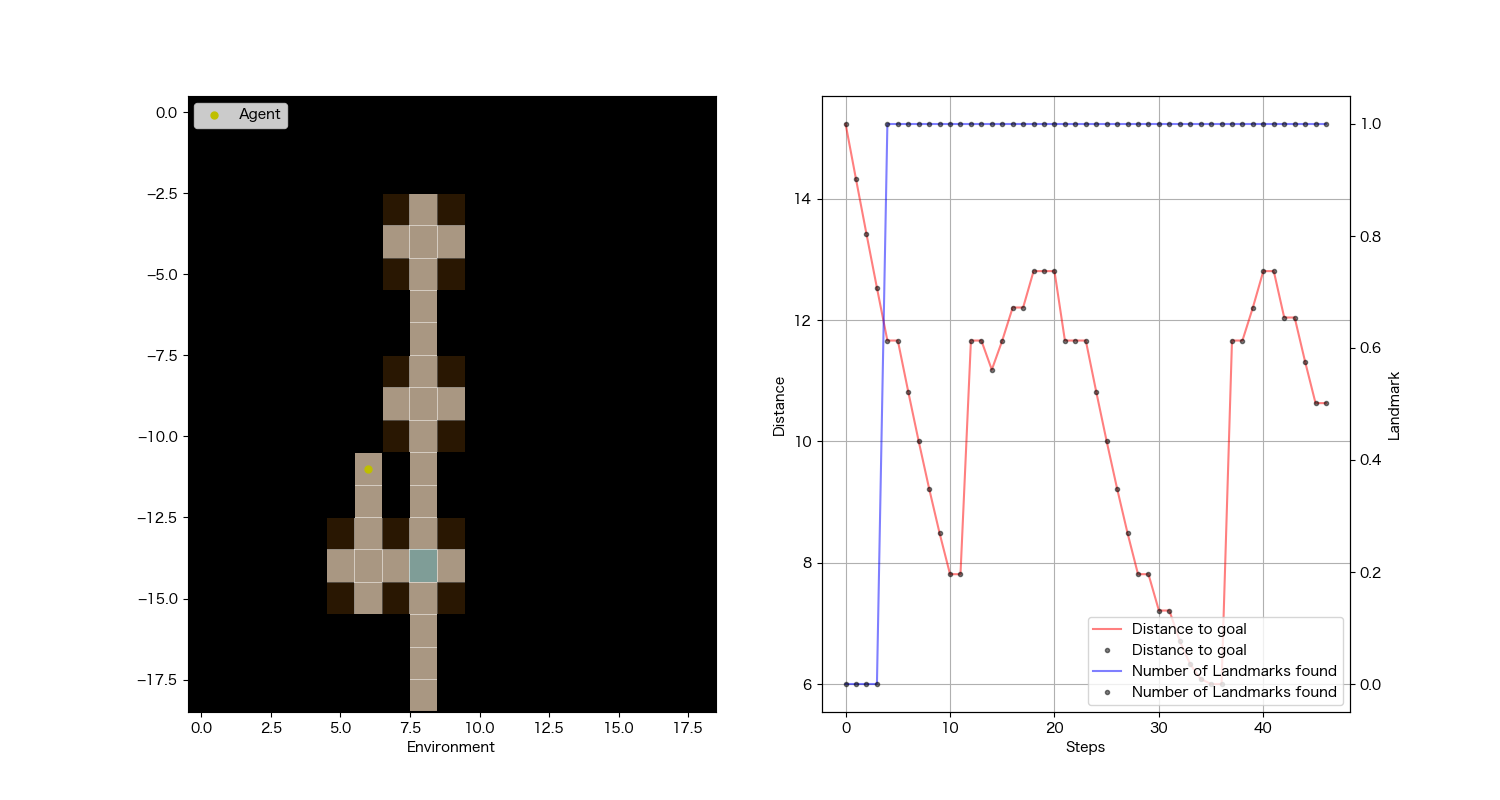 Agent
0.0
−2.5
−5.0
−7.5
−10.0
−12.5
−15.0
−17.5
0.0 2.5 5.0 7.5 10.0 12.5 15.0 17.5
Environment
Distance
14
12
10
8
6
0 10 20 30 40
Steps
1.0
0.8
0.6
0.4
0.2
0.0
Landmark
Distance to goal
Distance to goal
Number of Landmarks found
Number of Landmarks found